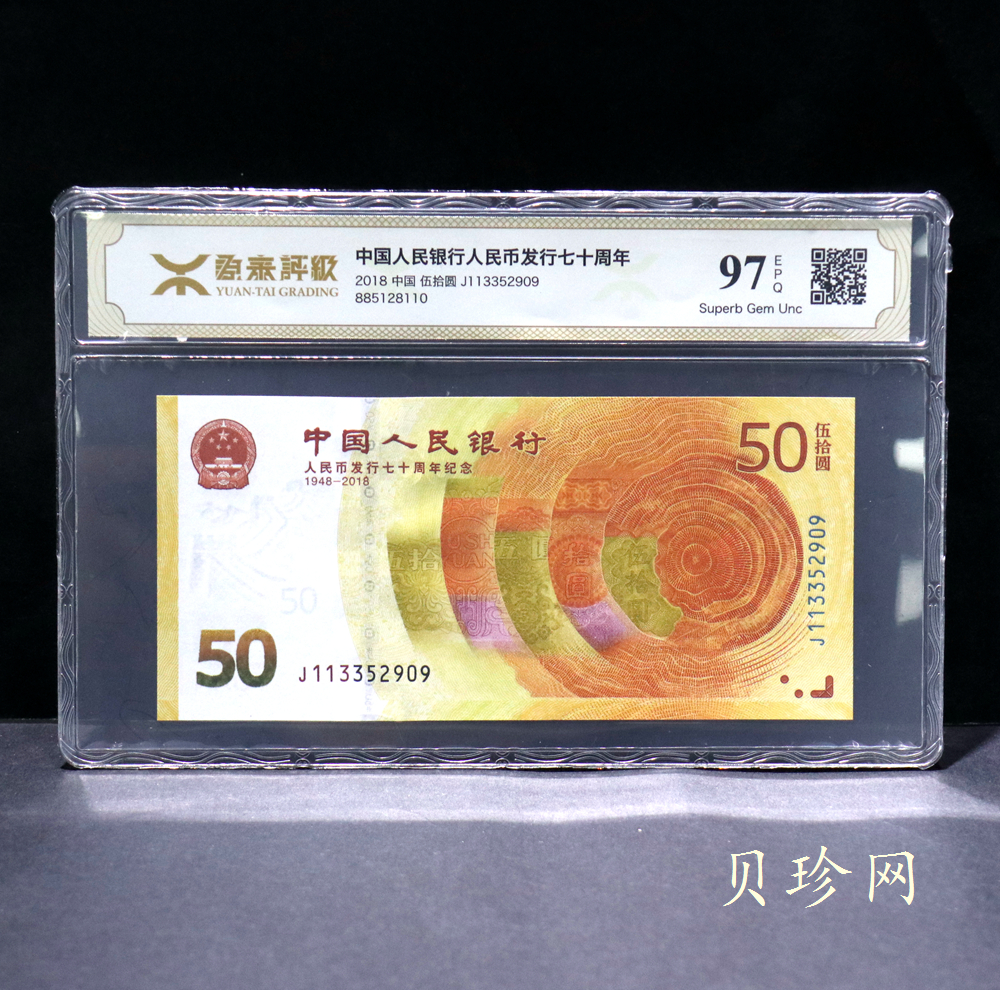 源泰評級
YUAN-TAI GRADING
中国人民银行人民币发行七十周年
2018 中国 伍拾圆 J113352909
885128110
97
EPQ
Superb Gem Unc
中国人民银行
人民币发行七十周年纪念
1948-2018
50
伍拾圆
J113352909
50
50
J113352909
贝珍网